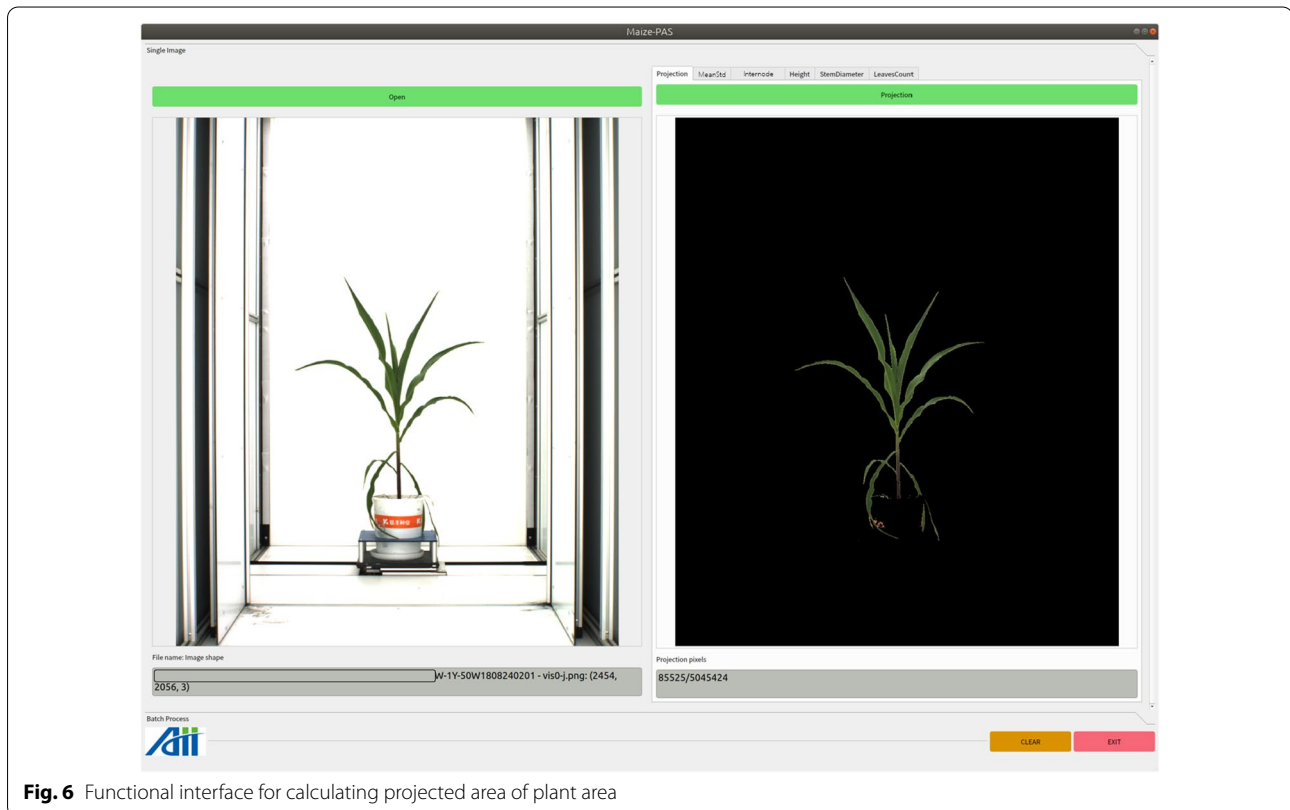 Maize-PAS
Single Image
Open
Projection MeanStd Internode Height StemDiameter LeavesCount
Projection
File name: Image shape
W-1Y-50W1808240201 - vis0-j.png: (2454,
2056, 3)
Projection pixels
85525/5045424
Batch Process
Aii
CLEAR
EXIT
Fig. 6 Functional interface for calculating projected area of plant area